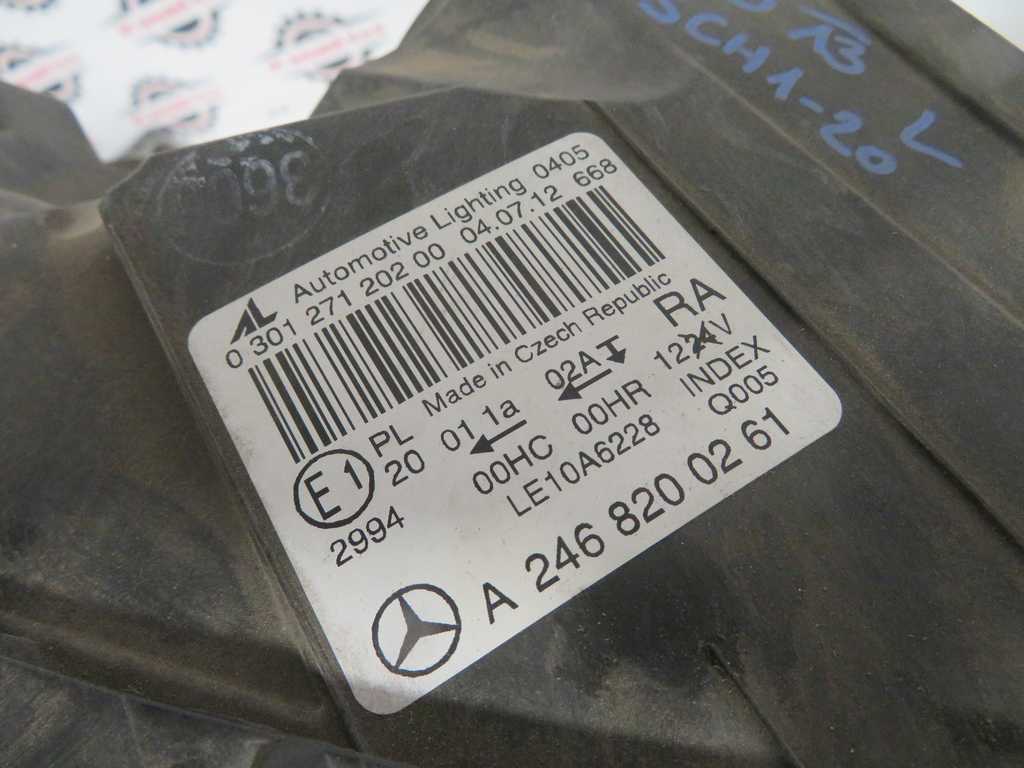 SCH1-20 L
AL Automotive Lighting 0405
0 301 271 202 00 04.07.12 668
Made in Czech Republic
RA
E1 PL 01 1a 02A
20
00HC 00HR 12V
2994 LE10A6228 INDEX
Q005
A 246 820 02 61